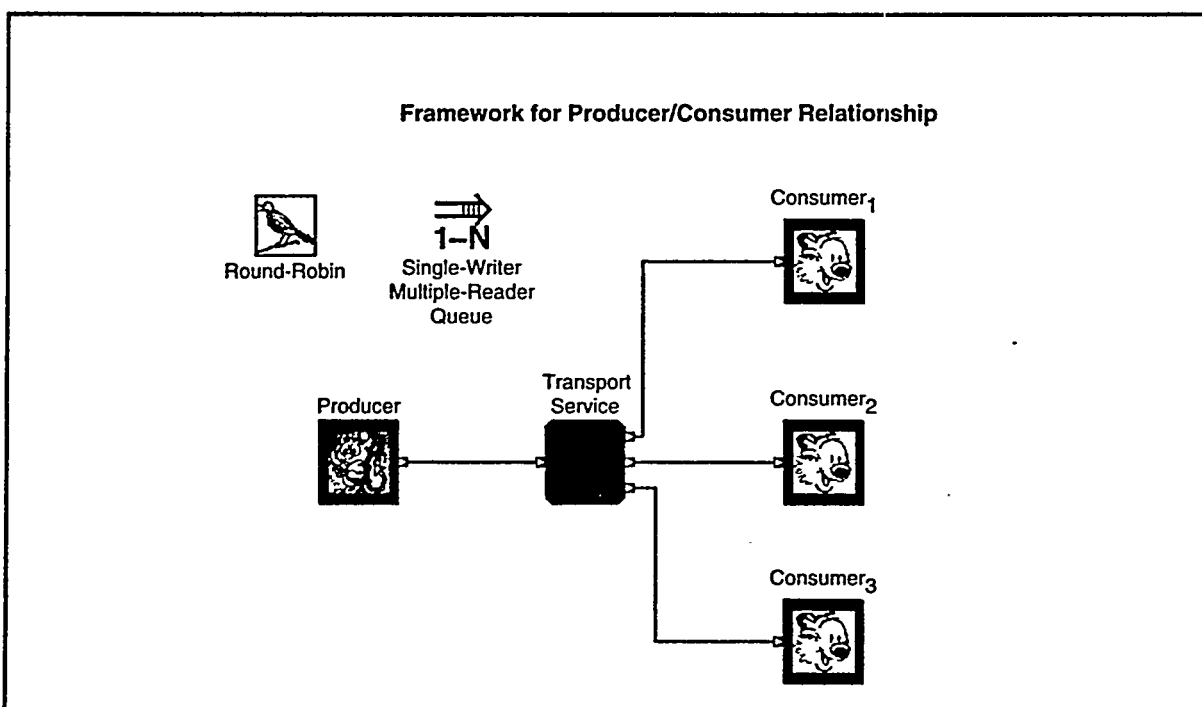 Framework for Producer/Consumer Relationship
Consumer1
1–N
Round-Robin
Single-Writer
Multiple-Reader
Queue
Transport
Service
Producer
Consumer2
Consumer3